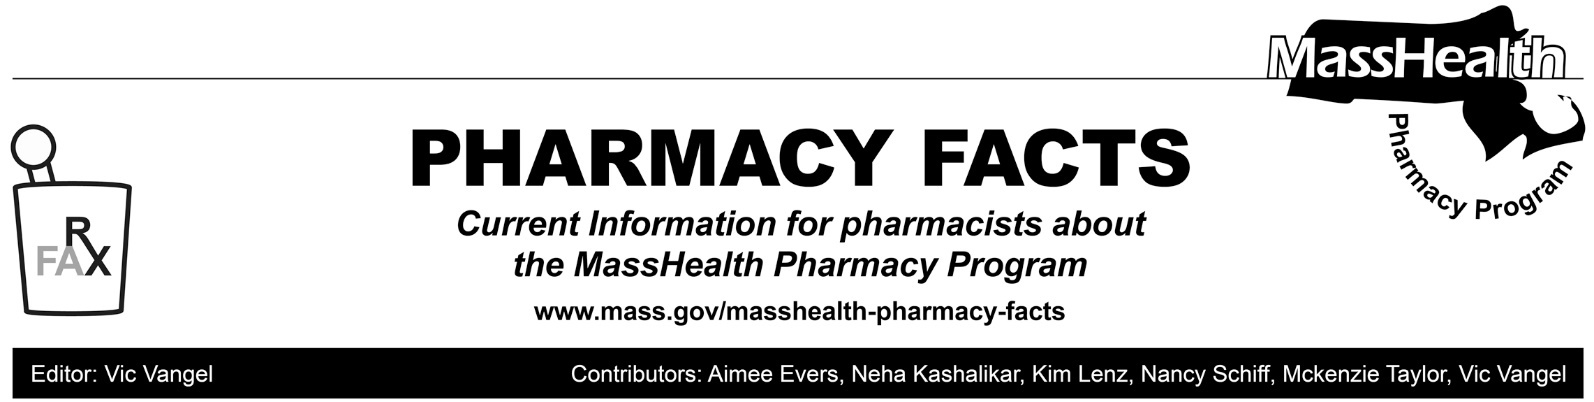 MassHealth
Pharmacy Program
PHARMACY FACTS
Current Information for pharmacists about
the MassHealth Pharmacy Program
www.mass.gov/masshealth-pharmacy-facts
FARx
Editor: Vic Vangel
Contributors: Aimee Evers, Neha Kashalikar, Kim Lenz, Nancy Schiff, Mckenzie Taylor, Vic Vangel